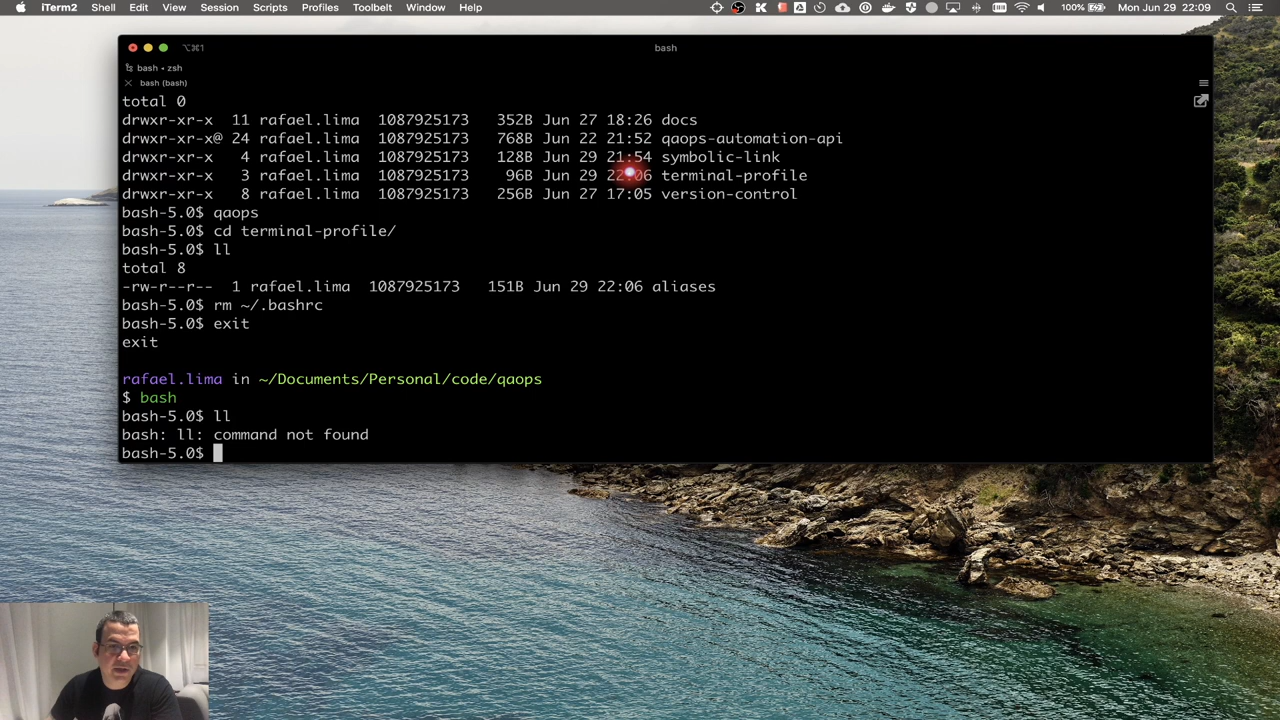 iTerm2 Shell Edit View Session Scripts Profiles Toolbelt Window Help 100% Mon Jun 29 22:09
⌥⌘1 bash
bash • zsh
bash (bash)
total 0
drwxr-xr-x 11 rafael.lima 1087925173 352B Jun 27 18:26 docs
drwxr-xr-x@ 24 rafael.lima 1087925173 768B Jun 22 21:52 qaops-automation-api
drwxr-xr-x 4 rafael.lima 1087925173 128B Jun 29 21:54 symbolic-link
drwxr-xr-x 3 rafael.lima 1087925173 96B Jun 29 22:06 terminal-profile
drwxr-xr-x 8 rafael.lima 1087925173 256B Jun 27 17:05 version-control
bash-5.0$ qaops
bash-5.0$ cd terminal-profile/
bash-5.0$ ll
total 8
-rw-r--r-- 1 rafael.lima 1087925173 151B Jun 29 22:06 aliases
bash-5.0$ rm ~/.bashrc
bash-5.0$ exit
exit
rafael.lima in ~/Documents/Personal/code/qaops
$ bash
bash-5.0$ ll
bash: ll: command not found
bash-5.0$